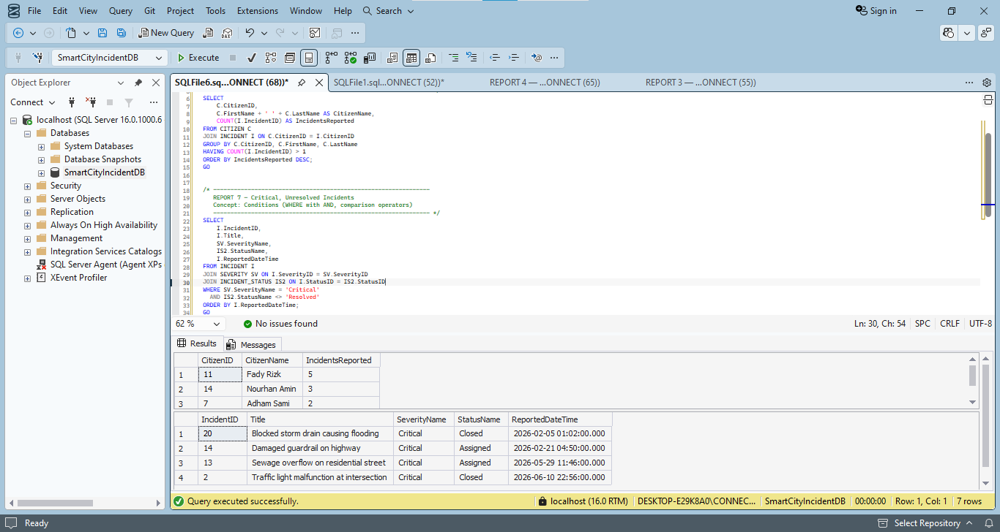 File Edit View Query Git Project Tools Extensions Window Help Search Sign in
New Query DAX
SmartCityIncidentDB Execute
Object Explorer
SQLFile6.sq...ONNECT (68))* SQLFile1.sql...ONNECT (52))* REPORT 4 — ...ONNECT (65)) REPORT 3 — ...ONNECT (55))
Connect
localhost (SQL Server 16.0.1000.6
Databases
System Databases
Database Snapshots
SmartCityIncidentDB
Security
Server Objects
Replication
Always On High Availability
Management
Integration Services Catalogs
SQL Server Agent (Agent XPs
XEvent Profiler
6 SELECT
7 C.CitizenID,
8 C.FirstName + ' ' + C.LastName AS CitizenName,
9 COUNT(I.IncidentID) AS IncidentsReported
10 FROM CITIZEN C
11 JOIN INCIDENT I ON C.CitizenID = I.CitizenID
12 GROUP BY C.CitizenID, C.FirstName, C.LastName
13 HAVING COUNT(I.IncidentID) > 1
14 ORDER BY IncidentsReported DESC;
15 GO
16
17
18 /* ------------------------------------------------------------
19 REPORT 7 — Critical, Unresolved Incidents
20 Concept: Conditions (WHERE with AND, comparison operators)
21 ------------------------------------------------------------ */
22 SELECT
23 I.IncidentID,
24 I.Title,
25 SV.SeverityName,
26 IS2.StatusName,
27 I.ReportedDateTime
28 FROM INCIDENT I
29 JOIN SEVERITY SV ON I.SeverityID = SV.SeverityID
30 JOIN INCIDENT_STATUS IS2 ON I.StatusID = IS2.StatusID
31 WHERE SV.SeverityName = 'Critical'
32 AND IS2.StatusName <> 'Resolved'
33 ORDER BY I.ReportedDateTime;
34 GO
62 % No issues found Ln: 30, Ch: 54 SPC CRLF UTF-8
Results Messages
CitizenID CitizenName IncidentsReported
1 11 Fady Rizk 5
2 14 Nourhan Amin 3
3 7 Adham Sami 2
IncidentID Title SeverityName StatusName ReportedDateTime
1 20 Blocked storm drain causing flooding Critical Closed 2026-02-05 01:02:00.000
2 14 Damaged guardrail on highway Critical Assigned 2026-02-21 04:50:00.000
3 13 Sewage overflow on residential street Critical Assigned 2026-05-29 11:46:00.000
4 2 Traffic light malfunction at intersection Critical Closed 2026-06-10 22:56:00.000
Query executed successfully. localhost (16.0 RTM) DESKTOP-E29K8A0\CONNEC... SmartCityIncidentDB 00:00:00 Row: 1, Col: 1 7 rows
Ready Select Repository